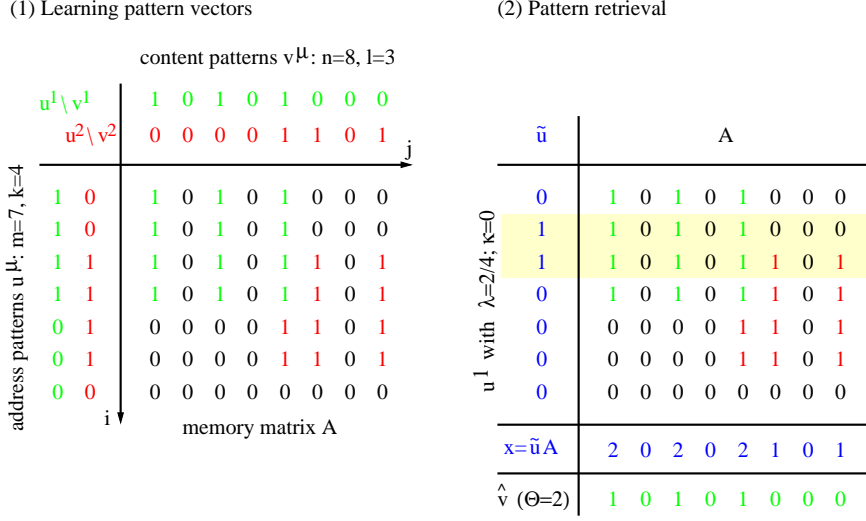 (1) Learning pattern vectors
content patterns v^μ: n=8, l=3
u^1\v^1 1 0 1 0 1 0 0 0
u^2\v^2 0 0 0 0 1 1 0 1
j
address patterns u^μ: m=7, k=4
1 0 1 0 1 0 1 0 0 0
1 0 1 0 1 0 1 0 0 0
1 1 1 0 1 0 1 1 0 1
1 1 1 0 1 0 1 1 0 1
0 1 0 0 0 0 1 1 0 1
0 1 0 0 0 0 1 1 0 1
0 0 0 0 0 0 0 0 0 0
i
memory matrix A
(2) Pattern retrieval
ũ A
u^1 with λ=2/4; κ=0
0 1 0 1 0 1 0 0 0
1 1 0 1 0 1 0 0 0
1 1 0 1 0 1 1 0 1
0 1 0 1 0 1 1 0 1
0 0 0 0 0 1 1 0 1
0 0 0 0 0 1 1 0 1
0 0 0 0 0 0 0 0 0
x=ũA 2 0 2 0 2 1 0 1
v̂ (Θ=2) 1 0 1 0 1 0 0 0